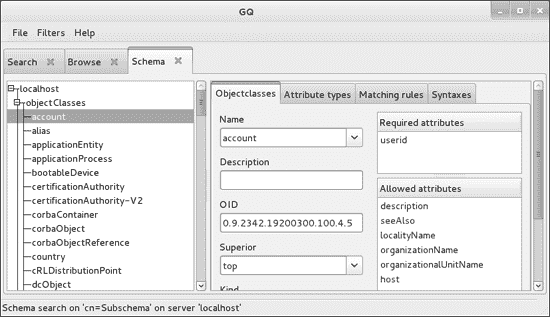 GQ
File Filters Help
Search Browse Schema
localhost
objectClasses
account
alias
applicationEntity
applicationProcess
bootableDevice
certificationAuthority
certificationAuthority-V2
corbaContainer
corbaObject
corbaObjectReference
country
cRLDistributionPoint
dcObject
Objectclasses Attribute types Matching rules Syntaxes
Name
account
Description
OID
0.9.2342.19200300.100.4.5
Superior
top
Kind
Required attributes
userid
Allowed attributes
description
seeAlso
localityName
organizationName
organizationalUnitName
host
Schema search on 'cn=Subschema' on server 'localhost'